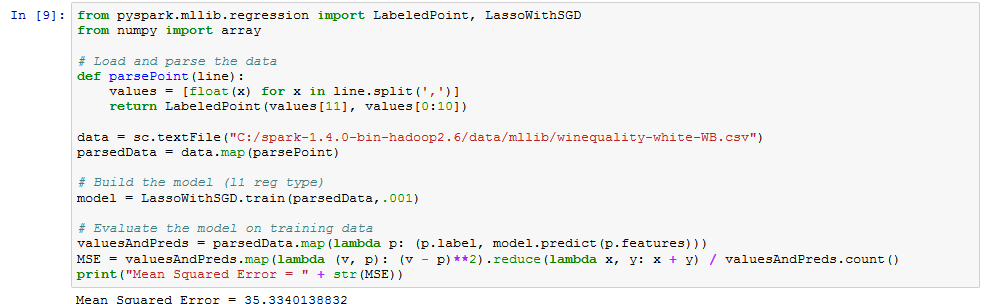 In [9]: from pyspark.mllib.regression import LabeledPoint, LassoWithSGD
from numpy import array
# Load and parse the data
def parsePoint(line):
    values = [float(x) for x in line.split(',')]
    return LabeledPoint(values[11], values[0:10])
data = sc.textFile("C:/spark-1.4.0-bin-hadoop2.6/data/mllib/winequality-white-WB.csv")
parsedData = data.map(parsePoint)
# Build the model (l1 reg type)
model = LassoWithSGD.train(parsedData,.001)
# Evaluate the model on training data
valuesAndPreds = parsedData.map(lambda p: (p.label, model.predict(p.features)))
MSE = valuesAndPreds.map(lambda (v, p): (v - p)**2).reduce(lambda x, y: x + y) / valuesAndPreds.count()
print("Mean Squared Error = " + str(MSE))
Mean Squared Error = 35.3340138832